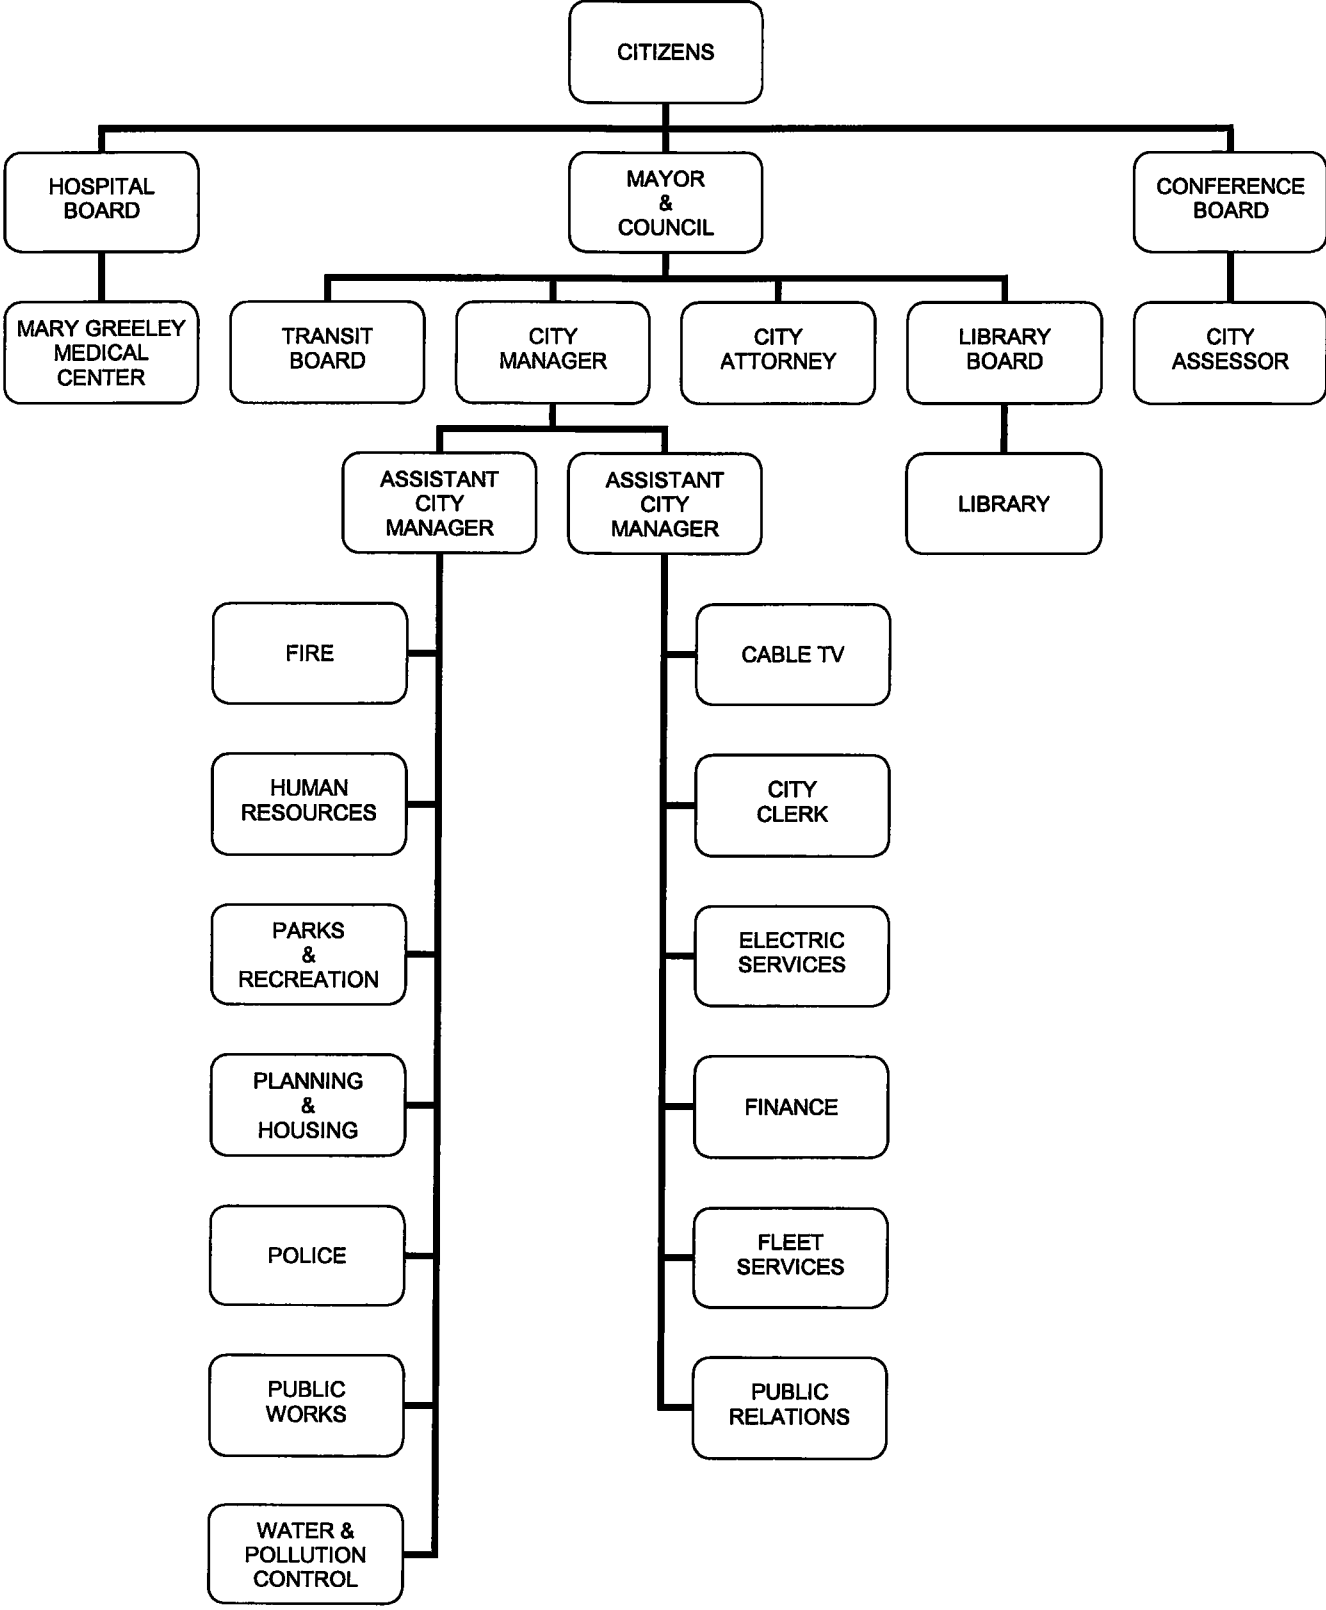 CITIZENS
HOSPITAL
BOARD
MAYOR
&
COUNCIL
CONFERENCE
BOARD
MARY GREELEY
MEDICAL
CENTER
TRANSIT
BOARD
CITY
MANAGER
CITY
ATTORNEY
LIBRARY
BOARD
CITY
ASSESSOR
ASSISTANT
CITY
MANAGER
ASSISTANT
CITY
MANAGER
LIBRARY
FIRE
CABLE TV
HUMAN
RESOURCES
CITY
CLERK
PARKS
&
RECREATION
ELECTRIC
SERVICES
PLANNING
&
HOUSING
FINANCE
POLICE
FLEET
SERVICES
PUBLIC
WORKS
PUBLIC
RELATIONS
WATER &
POLLUTION
CONTROL